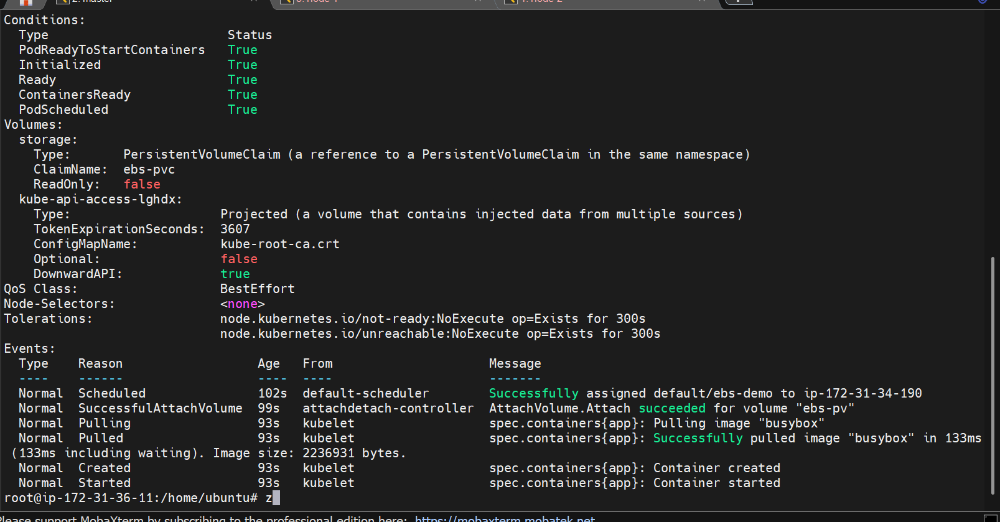 2. master
Conditions:
Type Status
PodReadyToStartContainers True
Initialized True
Ready True
ContainersReady True
PodScheduled True
Volumes:
storage:
Type: PersistentVolumeClaim (a reference to a PersistentVolumeClaim in the same namespace)
ClaimName: ebs-pvc
ReadOnly: false
kube-api-access-lghdx:
Type: Projected (a volume that contains injected data from multiple sources)
TokenExpirationSeconds: 3607
ConfigMapName: kube-root-ca.crt
Optional: false
DownwardAPI: true
QoS Class: BestEffort
Node-Selectors: <none>
Tolerations: node.kubernetes.io/not-ready:NoExecute op=Exists for 300s
node.kubernetes.io/unreachable:NoExecute op=Exists for 300s
Events:
Type Reason Age From Message
---- ------ ---- ---- -------
Normal Scheduled 102s default-scheduler Successfully assigned default/ebs-demo to ip-172-31-34-190
Normal SuccessfulAttachVolume 99s attachdetach-controller AttachVolume.Attach succeeded for volume "ebs-pv"
Normal Pulling 93s kubelet spec.containers{app}: Pulling image "busybox"
Normal Pulled 93s kubelet spec.containers{app}: Successfully pulled image "busybox" in 133ms
(133ms including waiting). Image size: 2236931 bytes.
Normal Created 93s kubelet spec.containers{app}: Container created
Normal Started 93s kubelet spec.containers{app}: Container started
root@ip-172-31-36-11:/home/ubuntu# z
Please support MobaXterm by subscribing to the professional edition here: https://mobaxterm.mobatek.net